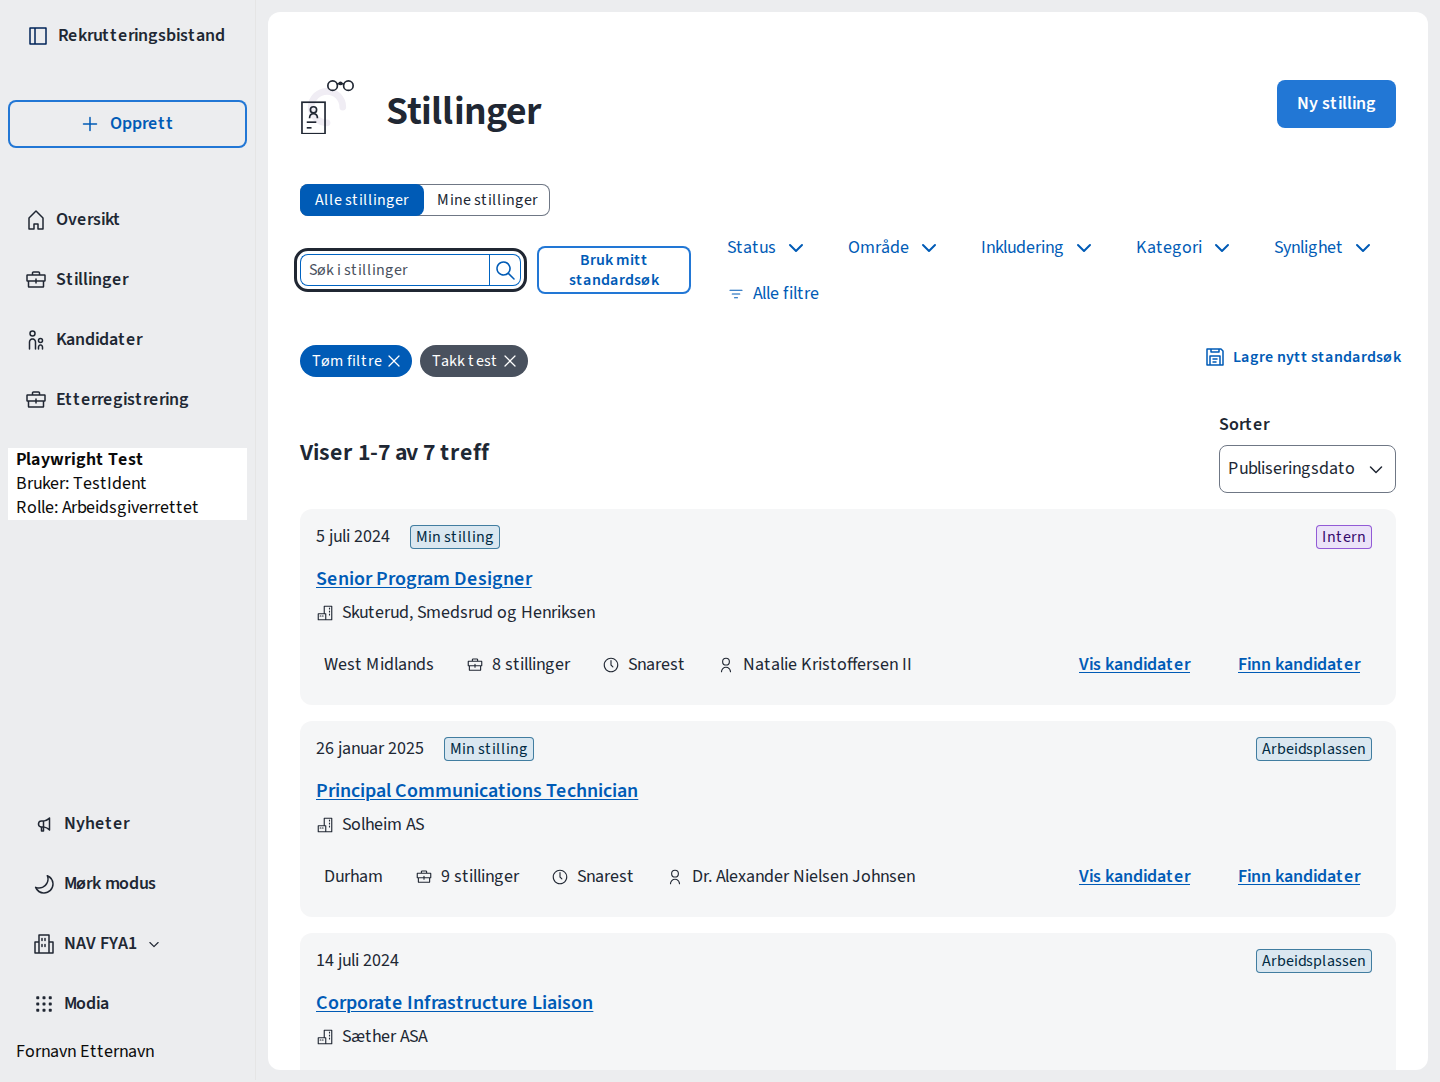 Rekrutteringsbistand
Opprett
Oversikt
Stillinger
Kandidater
Etterregistrering
Playwright Test
Bruker: TestIdent
Rolle: Arbeidsgiverrettet
Nyheter
Mørk modus
NAV FYA1
Modia
Fornavn Etternavn
Stillinger
Ny stilling
Alle stillinger
Mine stillinger
Søk i stillinger
Bruk mitt
standardsøk
Status
Område
Inkludering
Kategori
Synlighet
Alle filtre
Tøm filtre
Takk test
Lagre nytt standardsøk
Viser 1-7 av 7 treff
Sorter
Publiseringsdato
5 juli 2024
Min stilling
Intern
Senior Program Designer
Skuterud, Smedsrud og Henriksen
West Midlands
8 stillinger
Snarest
Natalie Kristoffersen II
Vis kandidater
Finn kandidater
26 januar 2025
Min stilling
Arbeidsplassen
Principal Communications Technician
Solheim AS
Durham
9 stillinger
Snarest
Dr. Alexander Nielsen Johnsen
Vis kandidater
Finn kandidater
14 juli 2024
Arbeidsplassen
Corporate Infrastructure Liaison
Sæther ASA